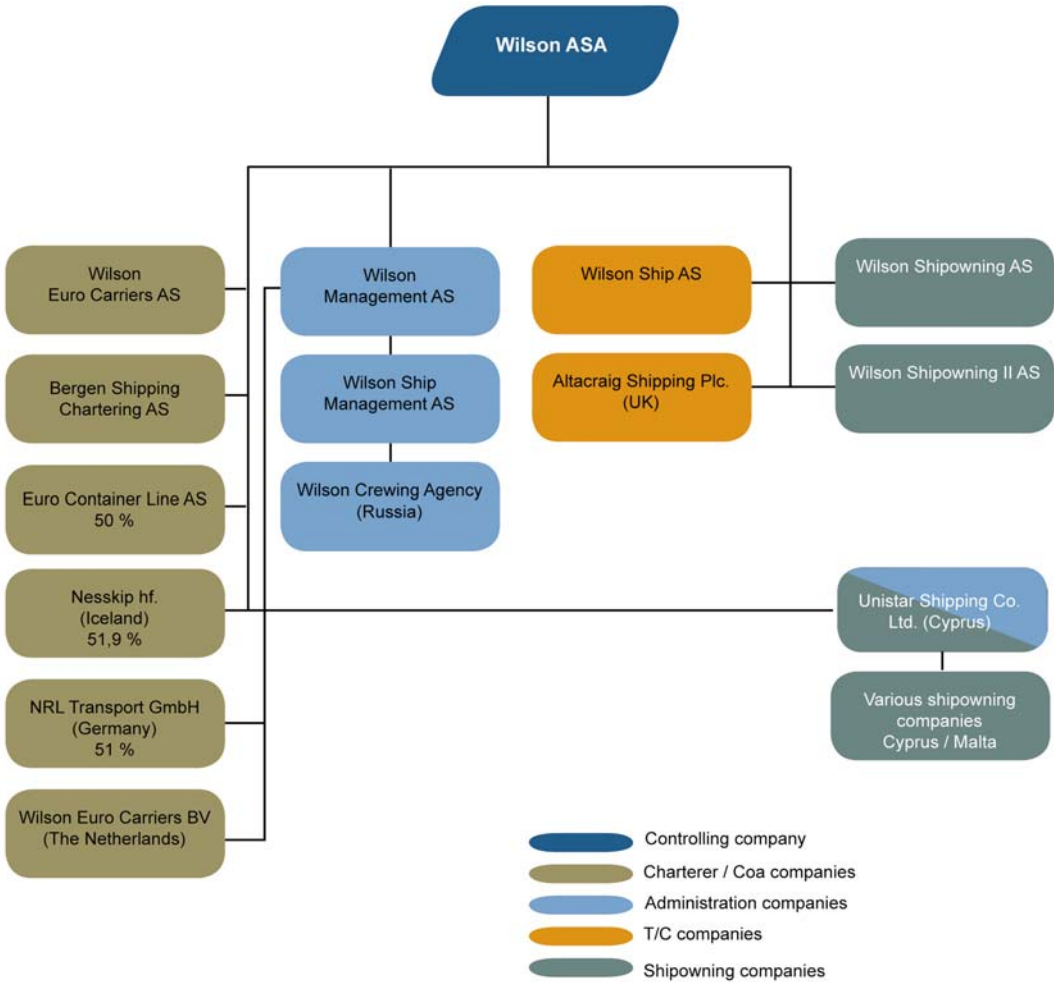 Wilson ASA
Wilson
Euro Carriers AS
Bergen Shipping
Chartering AS
Euro Container Line AS
50 %
Nesskip hf.
(Iceland)
51,9 %
NRL Transport GmbH
(Germany)
51 %
Wilson Euro Carriers BV
(The Netherlands)
Wilson
Management AS
Wilson Ship
Management AS
Wilson Crewing Agency
(Russia)
Wilson Ship AS
Altacraig Shipping Plc.
(UK)
Wilson Shipowning AS
Wilson Shipowning II AS
Unistar Shipping Co.
Ltd. (Cyprus)
Various shipowning
companies
Cyprus / Malta
Controlling company
Charterer / Coa companies
Administration companies
T/C companies
Shipowning companies